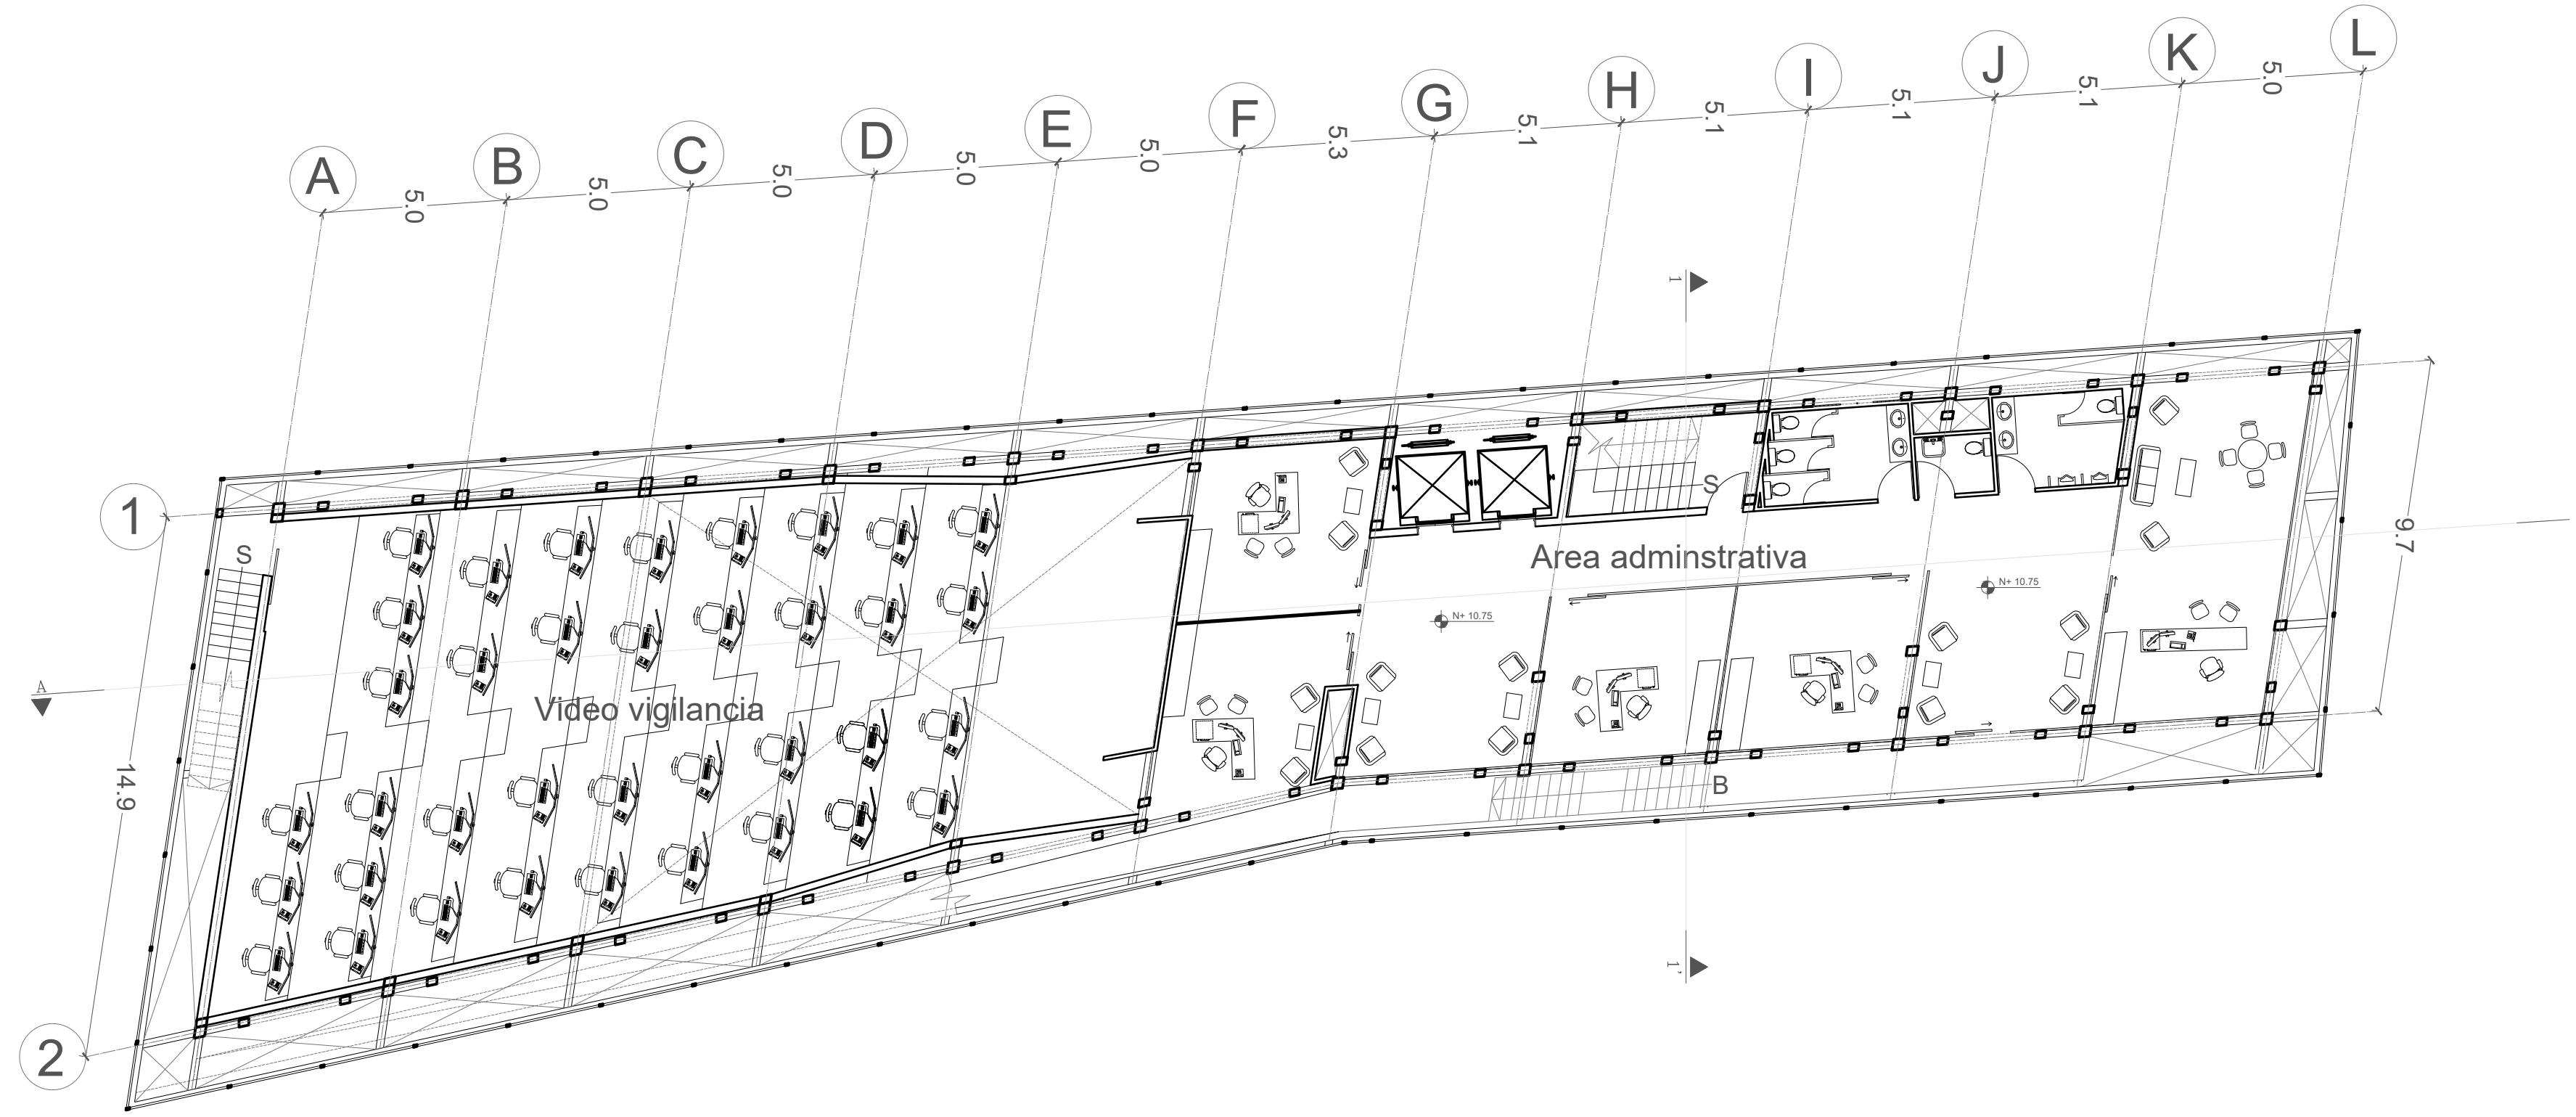 A B C D E F G H I J K L
5.0 5.0 5.0 5.0 5.0 5.3 5.1 5.1 5.1 5.1 5.0
1
1
S
S
9.7
Area adminstrativa
N+ 10.75
N+ 10.75
A
Video vigilancia
14.9
B
1'
2